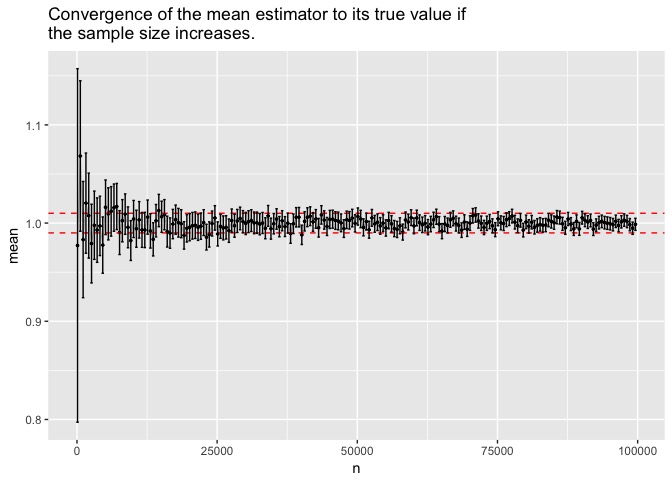 Convergence of the mean estimator to its true value if
the sample size increases.
1.1
1.0
0.9
0.8
mean
0
25000
50000
75000
100000
n